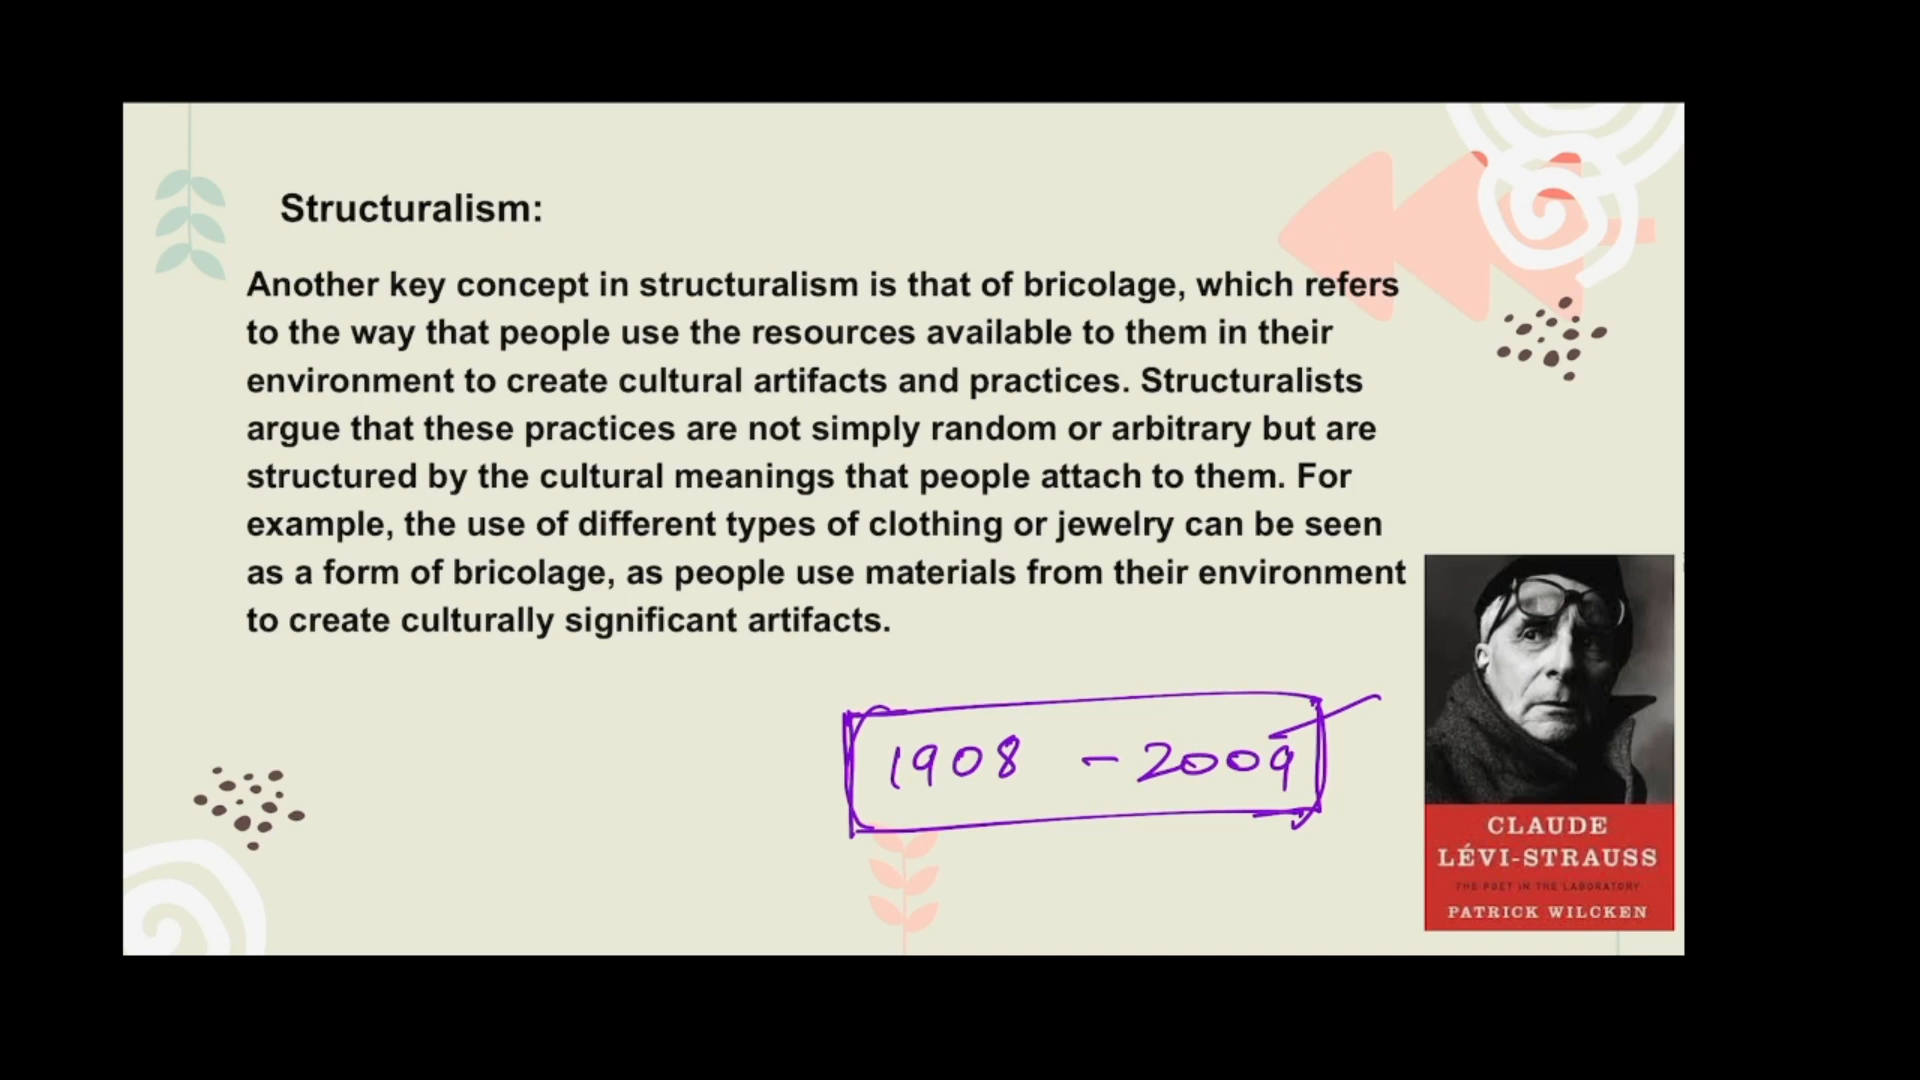 Structuralism:
Another key concept in structuralism is that of bricolage, which refers
to the way that people use the resources available to them in their
environment to create cultural artifacts and practices. Structuralists
argue that these practices are not simply random or arbitrary but are
structured by the cultural meanings that people attach to them. For
example, the use of different types of clothing or jewelry can be seen
as a form of bricolage, as people use materials from their environment
to create culturally significant artifacts.
1908 - 2009
CLAUDE
LÉVI-STRAUSS
THE POET IN THE LABORATORY
PATRICK WILCKEN